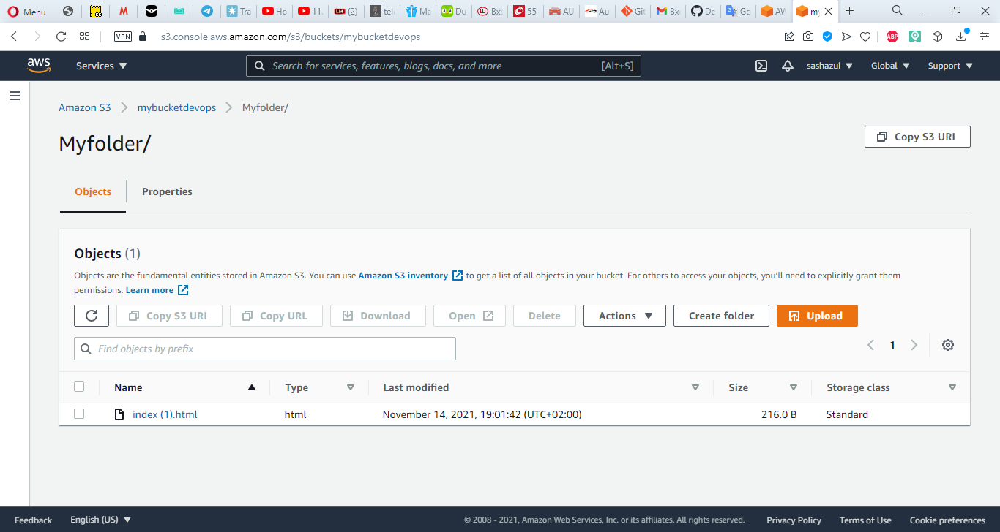 Menu M Tra Ho 11. LM (2) tel Ma Du Bx 55 AU Au Git Bx De Go AW my
VPN s3.console.aws.amazon.com/s3/buckets/mybucketdevops ABP
aws Services ▼ Search for services, features, blogs, docs, and more [Alt+S] sashazui ▼ Global ▼ Support ▼
Amazon S3 > mybucketdevops > Myfolder/
Myfolder/
Copy S3 URI
Objects Properties
Objects (1)
Objects are the fundamental entities stored in Amazon S3. You can use Amazon S3 inventory to get a list of all objects in your bucket. For others to access your objects, you'll need to explicitly grant them
permissions. Learn more
Copy S3 URI Copy URL Download Open Delete Actions ▼ Create folder Upload
Find objects by prefix 1
Name Type Last modified Size Storage class
index (1).html html November 14, 2021, 19:01:42 (UTC+02:00) 216.0 B Standard
Feedback English (US) ▼ © 2008 - 2021, Amazon Web Services, Inc. or its affiliates. All rights reserved. Privacy Policy Terms of Use Cookie preferences